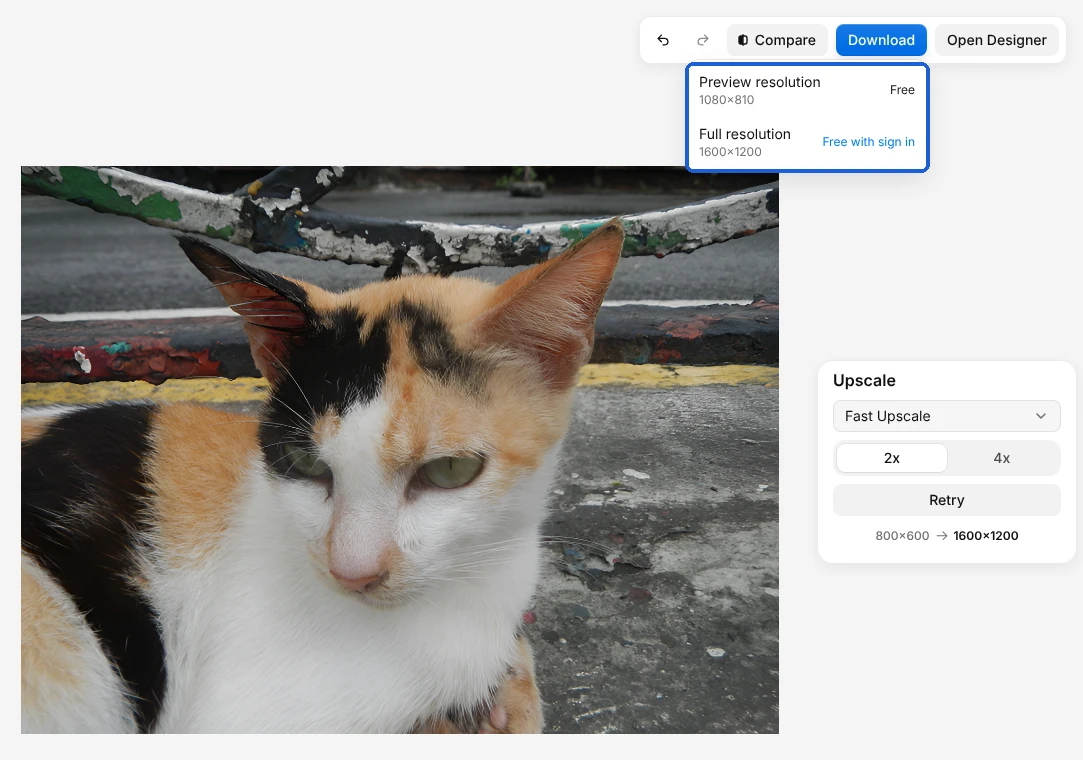 Compare
Download
Open Designer
Preview resolution
1080×810
Free
Full resolution
1600×1200
Free with sign in
Upscale
Fast Upscale
2x
4x
Retry
800×600 → 1600×1200